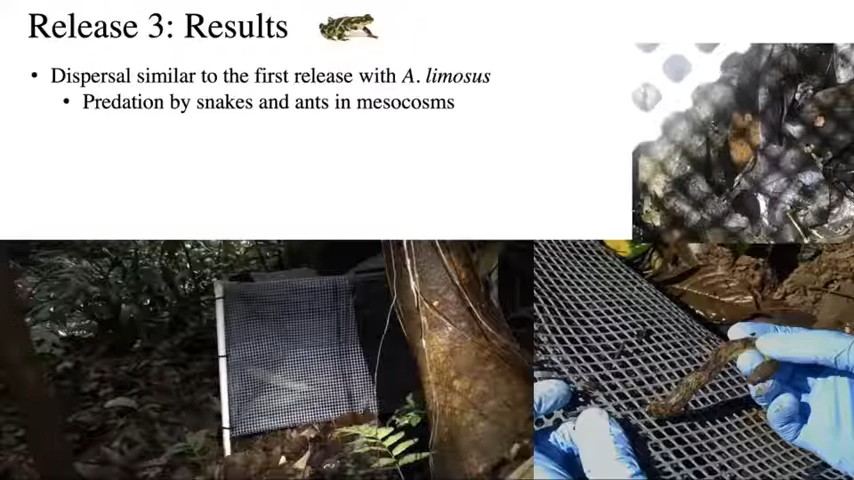 Release 3: Results
• Dispersal similar to the first release with A. limosus
• Predation by snakes and ants in mesocosms